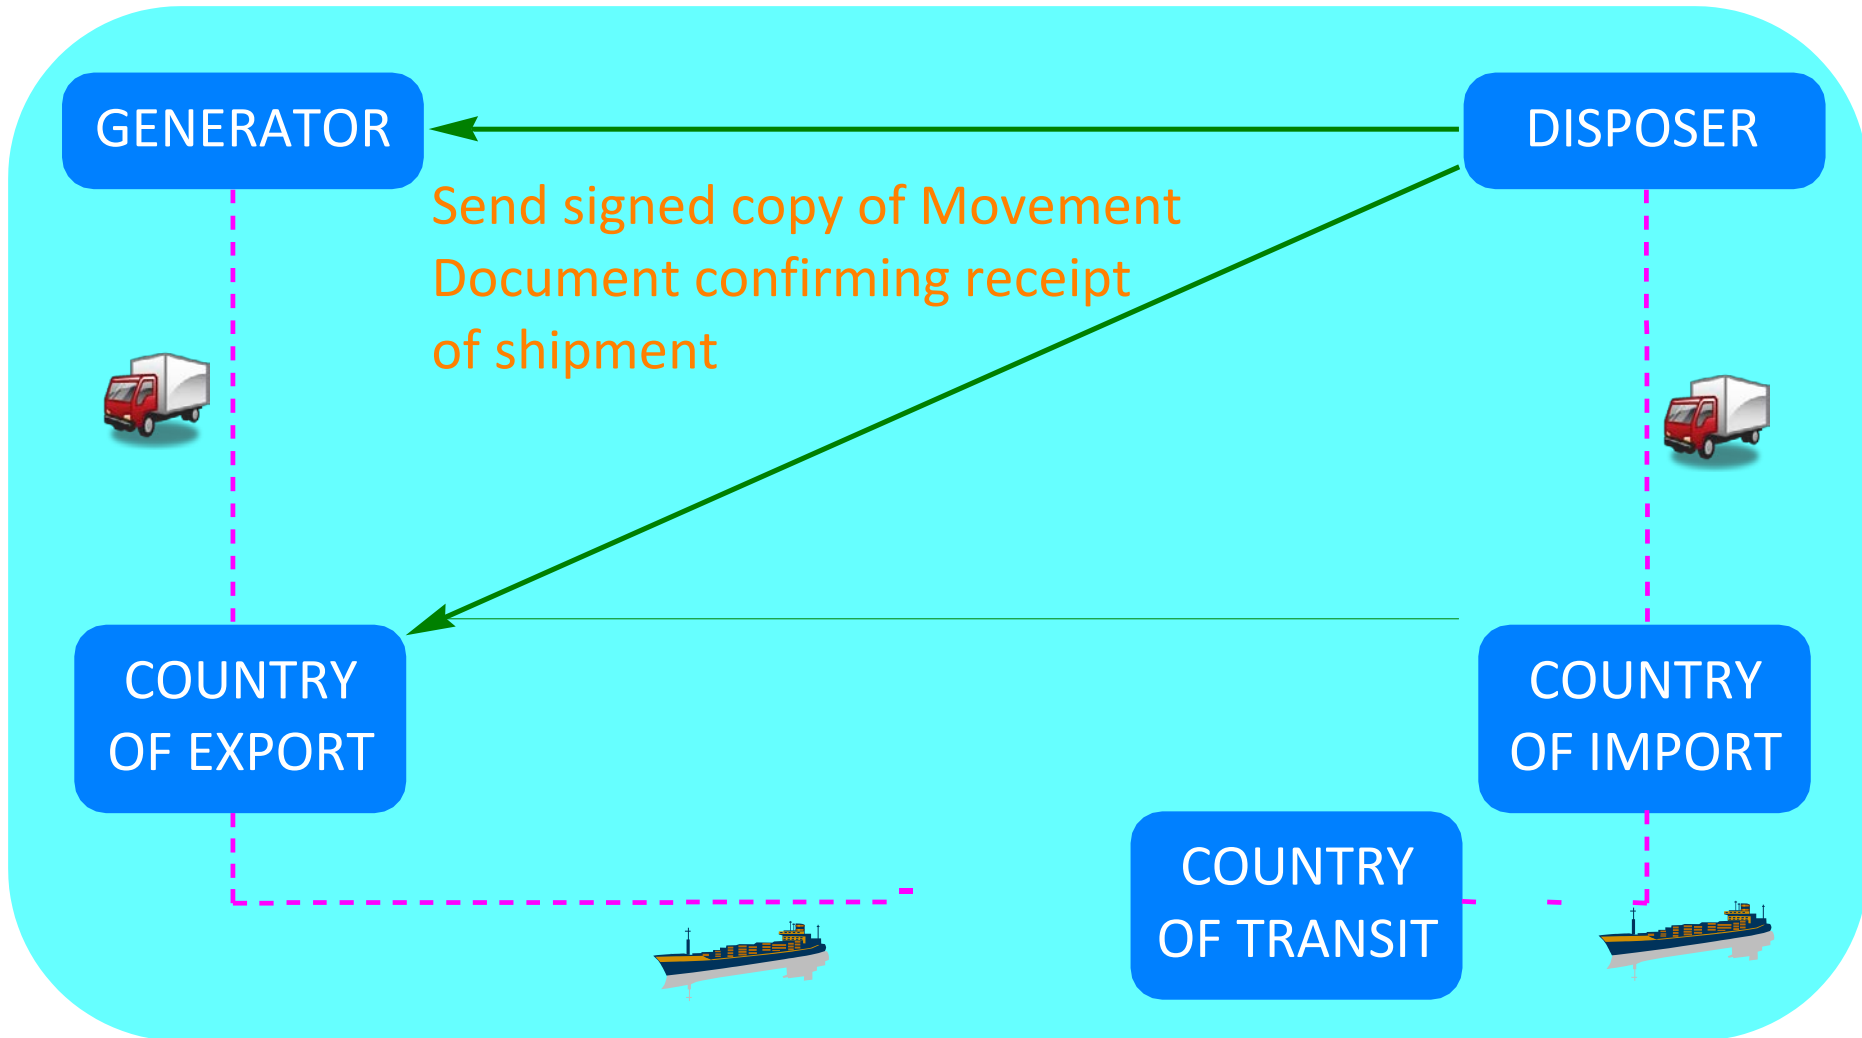 GENERATOR
DISPOSER
Send signed copy of Movement
Document confirming receipt
of shipment
COUNTRY
OF EXPORT
COUNTRY
OF IMPORT
COUNTRY
OF TRANSIT